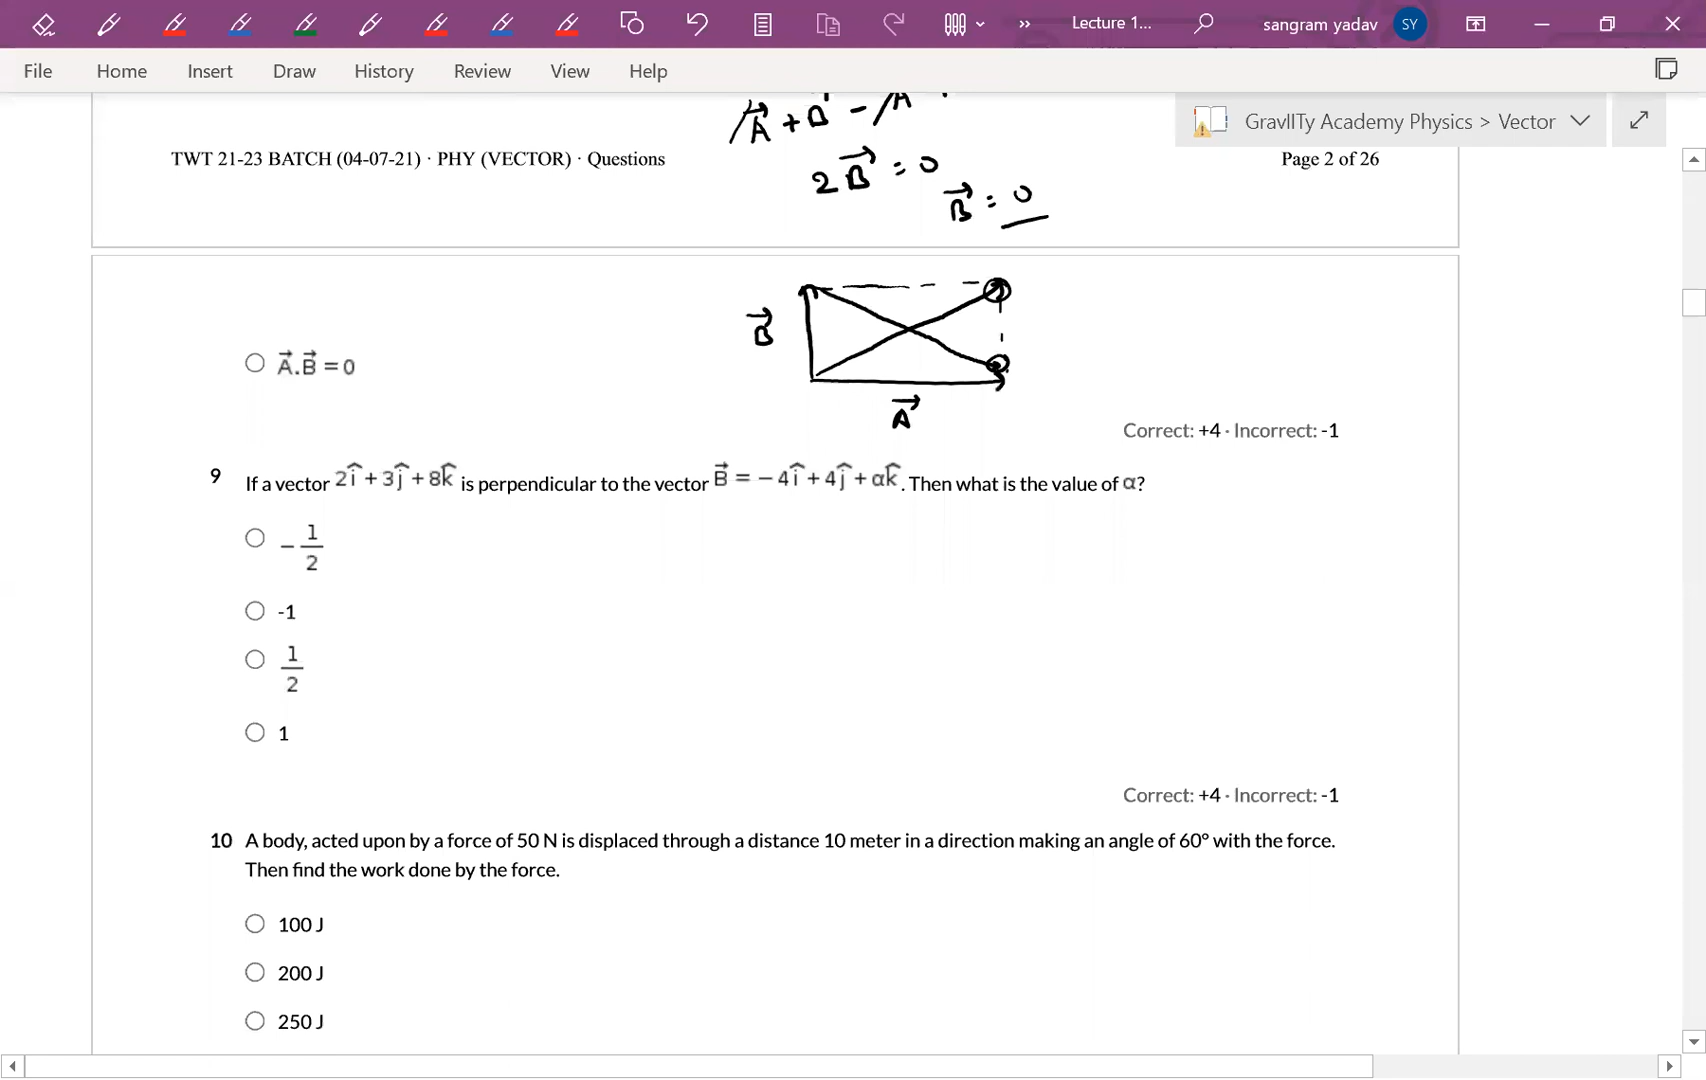 Lecture 1...
sangram yadav
SY
File Home Insert Draw History Review View Help
GravIITy Academy Physics > Vector
A⃗ + B⃗ - A⃗
TWT 21-23 BATCH (04-07-21) · PHY (VECTOR) · Questions
Page 2 of 26
2B⃗ = 0
B⃗ = 0
B⃗
A⃗.B⃗ = 0
A⃗
Correct: +4 · Incorrect: -1
9 If a vector 2î + 3ĵ + 8k̂ is perpendicular to the vector B⃗ = − 4î + 4ĵ + αk̂. Then what is the value of α?
− 1/2
-1
1/2
1
Correct: +4 · Incorrect: -1
10 A body, acted upon by a force of 50 N is displaced through a distance 10 meter in a direction making an angle of 60° with the force.
Then find the work done by the force.
100 J
200 J
250 J